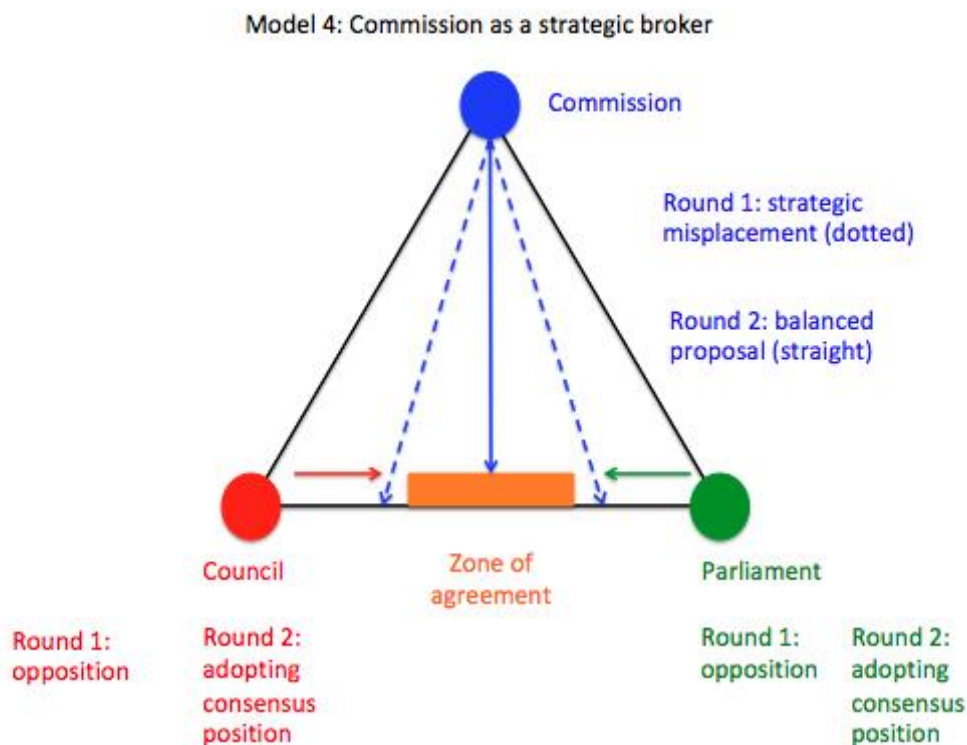 Model 4: Commission as a strategic broker
Commission
Round 1: strategic
misplacement (dotted)
Round 2: balanced
proposal (straight)
Council
Zone of
agreement
Parliament
Round 1:
opposition
Round 2:
adopting
consensus
position
Round 1:
opposition
Round 2:
adopting
consensus
position